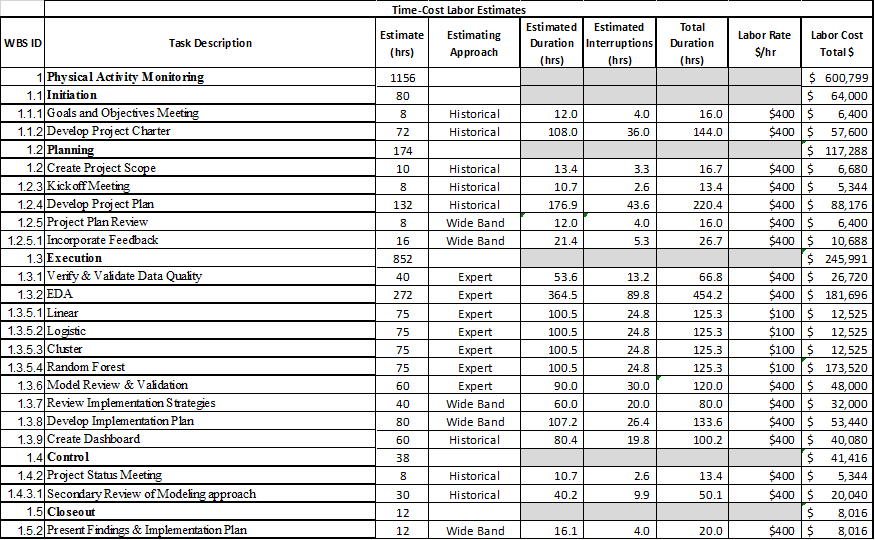 Time-Cost Labor Estimates
WBS ID Task Description Estimate (hrs) Estimating Approach Estimated Duration (hrs) Estimated Interruptions (hrs) Total Duration (hrs) Labor Rate $/hr Labor Cost Total $
1 Physical Activity Monitoring 1156 $ 600,799
1.1 Initiation 80 $ 64,000
1.1.1 Goals and Objectives Meeting 8 Historical 12.0 4.0 16.0 $400 $ 6,400
1.1.2 Develop Project Charter 72 Historical 108.0 36.0 144.0 $400 $ 57,600
1.2 Planning 174 $ 117,288
1.2 Create Project Scope 10 Historical 13.4 3.3 16.7 $400 $ 6,680
1.2.3 Kickoff Meeting 8 Historical 10.7 2.6 13.4 $400 $ 5,344
1.2.4 Develop Project Plan 132 Historical 176.9 43.6 220.4 $400 $ 88,176
1.2.5 Project Plan Review 8 Wide Band 12.0 4.0 16.0 $400 $ 6,400
1.2.5.1 Incorporate Feedback 16 Wide Band 21.4 5.3 26.7 $400 $ 10,688
1.3 Execution 852 $ 245,991
1.3.1 Verify & Validate Data Quality 40 Expert 53.6 13.2 66.8 $400 $ 26,720
1.3.2 EDA 272 Expert 364.5 89.8 454.2 $400 $ 181,696
1.3.5.1 Linear 75 Expert 100.5 24.8 125.3 $100 $ 12,525
1.3.5.2 Logistic 75 Expert 100.5 24.8 125.3 $100 $ 12,525
1.3.5.3 Cluster 75 Expert 100.5 24.8 125.3 $100 $ 12,525
1.3.5.4 Random Forest 75 Expert 100.5 24.8 125.3 $100 $ 173,520
1.3.6 Model Review & Validation 60 Expert 90.0 30.0 120.0 $400 $ 48,000
1.3.7 Review Implementation Strategies 40 Wide Band 60.0 20.0 80.0 $400 $ 32,000
1.3.8 Develop Implementation Plan 80 Wide Band 107.2 26.4 133.6 $400 $ 53,440
1.3.9 Create Dashboard 60 Historical 80.4 19.8 100.2 $400 $ 40,080
1.4 Control 38 $ 41,416
1.4.2 Project Status Meeting 8 Historical 10.7 2.6 13.4 $400 $ 5,344
1.4.3.1 Secondary Review of Modeling approach 30 Historical 40.2 9.9 50.1 $400 $ 20,040
1.5 Closeout 12 $ 8,016
1.5.2 Present Findings & Implementation Plan 12 Wide Band 16.1 4.0 20.0 $400 $ 8,016